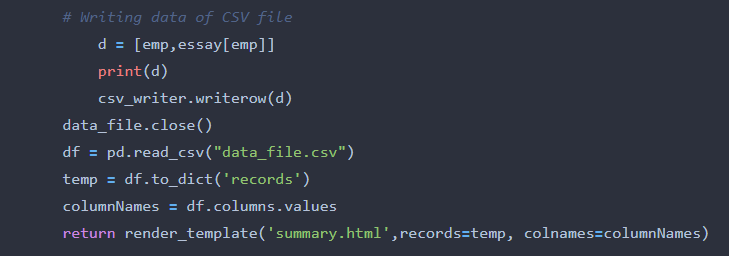 # Writing data of CSV file
d = [emp,essay[emp]]
print(d)
csv_writer.writerow(d)
data_file.close()
df = pd.read_csv("data_file.csv")
temp = df.to_dict('records')
columnNames = df.columns.values
return render_template('summary.html',records=temp, colnames=columnNames)